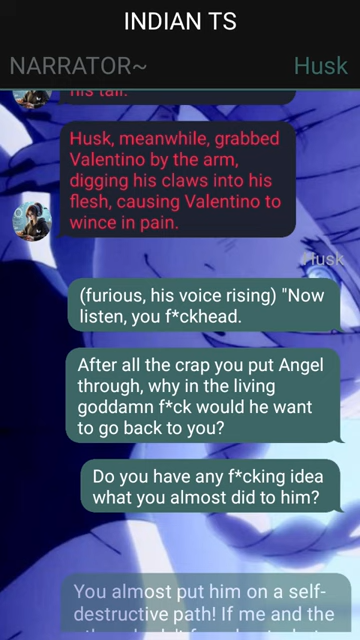 INDIAN TS
NARRATOR~ Husk
his tail.
Husk, meanwhile, grabbed
Valentino by the arm,
digging his claws into his
flesh, causing Valentino to
wince in pain.
Husk
(furious, his voice rising) "Now
listen, you f*ckhead.
After all the crap you put Angel
through, why in the living
goddamn f*ck would he want
to go back to you?
Do you have any f*cking idea
what you almost did to him?
You almost put him on a self-
destructive path! If me and the